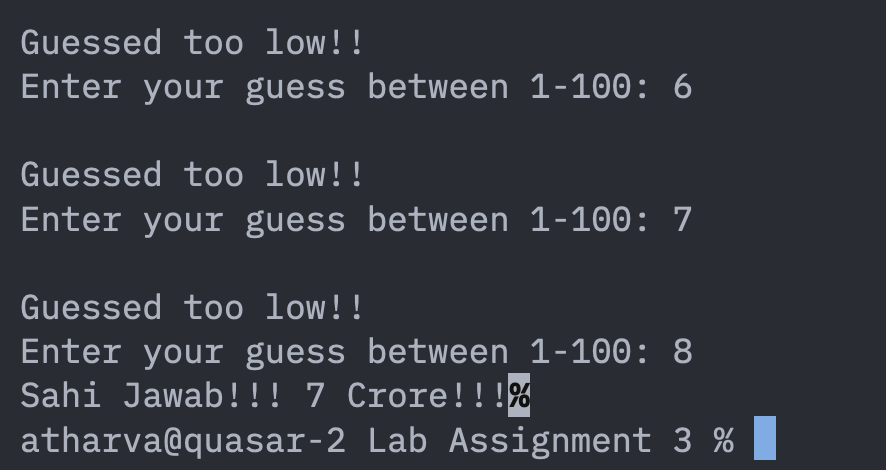 Guessed too low!!
Enter your guess between 1-100: 6
Guessed too low!!
Enter your guess between 1-100: 7
Guessed too low!!
Enter your guess between 1-100: 8
Sahi Jawab!!! 7 Crore!!!%
atharva@quasar-2 Lab Assignment 3 %